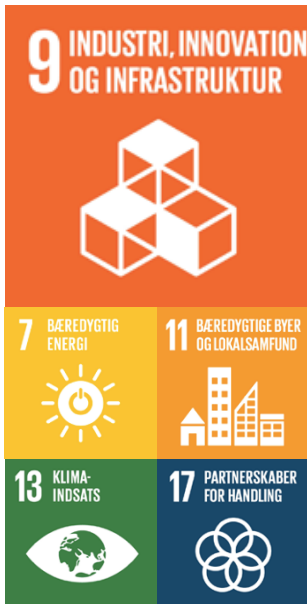 9 INDUSTRI, INNOVATION
OG INFRASTRUKTUR
7 BÆREDYGTIG
ENERGI
11 BÆREDYGTIGE BYER
OG LOKALSAMFUND
13 KLIMA-
INDSATS
17 PARTNERSKABER
FOR HANDLING